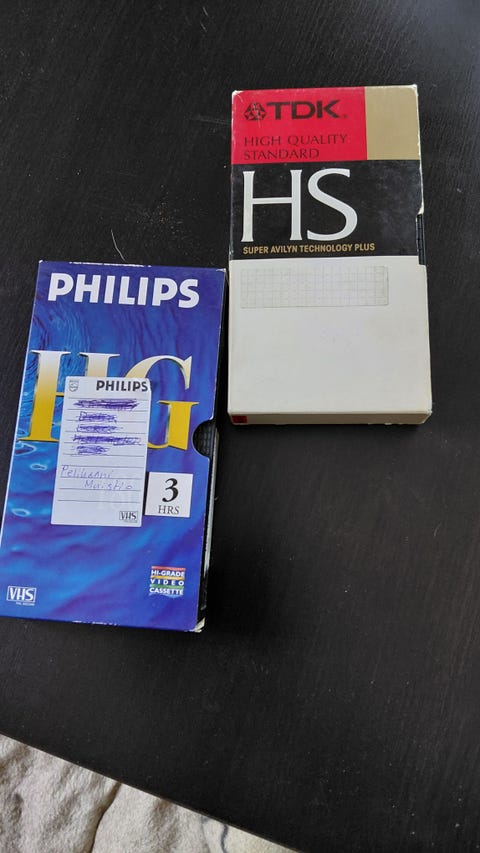 TDK
HIGH QUALITY
STANDARD
HS
SUPER AVILYN TECHNOLOGY PLUS
PHILIPS
HG
PHILIPS
Pelikaani
3
HRS
VHS
HI-GRADE
VIDEO
CASSETTE
VHS